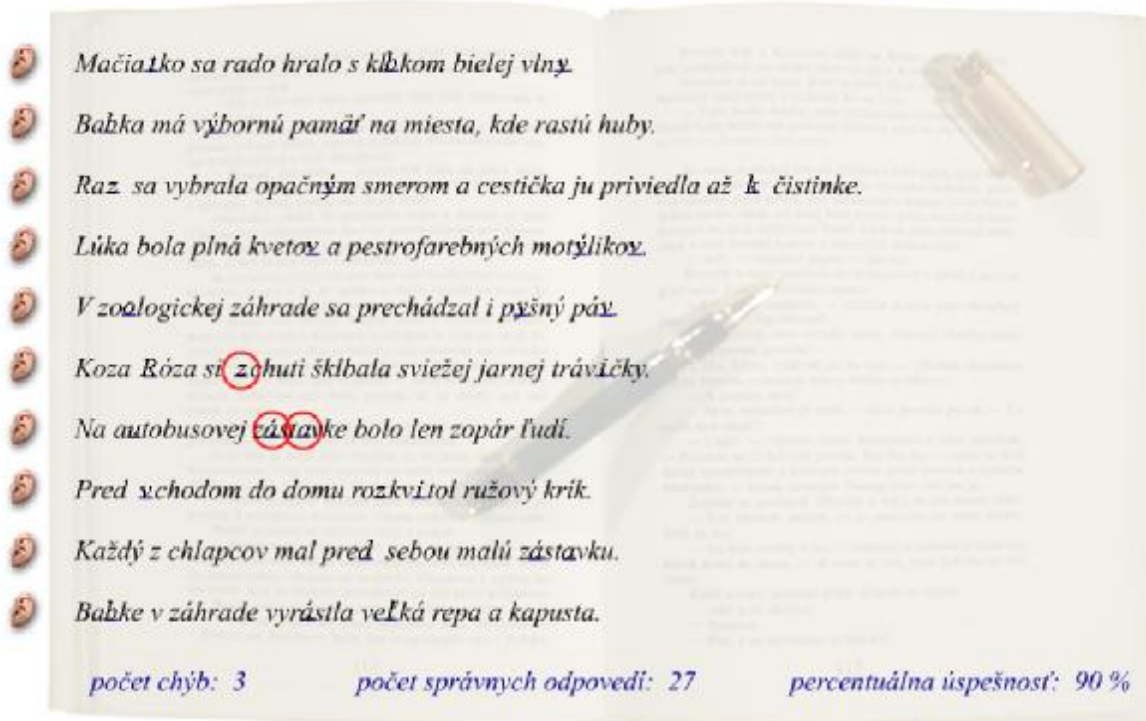 Mačiatko sa rado hralo s kĺbkom bielej vlny.
Babka má výbornú pamäť na miesta, kde rastú huby.
Raz sa vybrala opačným smerom a cestička ju priviedla až k čistinke.
Lúka bola plná kvetov a pestrofarebných motýlikov.
V zoologickej záhrade sa prechádzal i pyšný páv.
Koza Róza si zchuti šklbala sviežej jarnej trávičky.
Na autobusovej zástavke bolo len zopár ľudí.
Pred vchodom do domu rozkvitol ružový krík.
Každý z chlapcov mal pred sebou malú zástavku.
Babke v záhrade vyrástla veľká repa a kapusta.
počet chýb: 3 počet správnych odpovedí: 27 percentuálna úspešnosť: 90 %